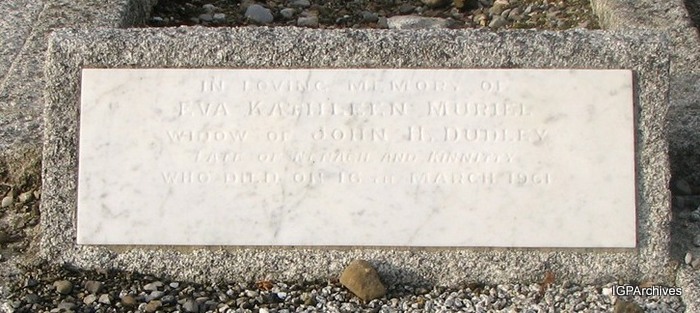 IN LOVING MEMORY OF
EVA KATHLEEN MURIEL
WIDOW OF JOHN H. DUDLEY
LATE OF AND KINNITTY
WHO DIED ON 16TH MARCH 1961
©IGPArchives